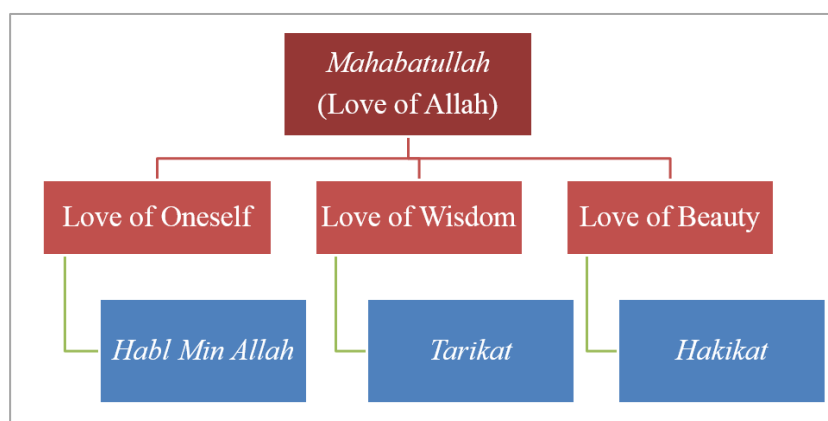 Mahabatullah
(Love of Allah)
Love of Oneself
Love of Wisdom
Love of Beauty
Habl Min Allah
Tarikat
Hakikat